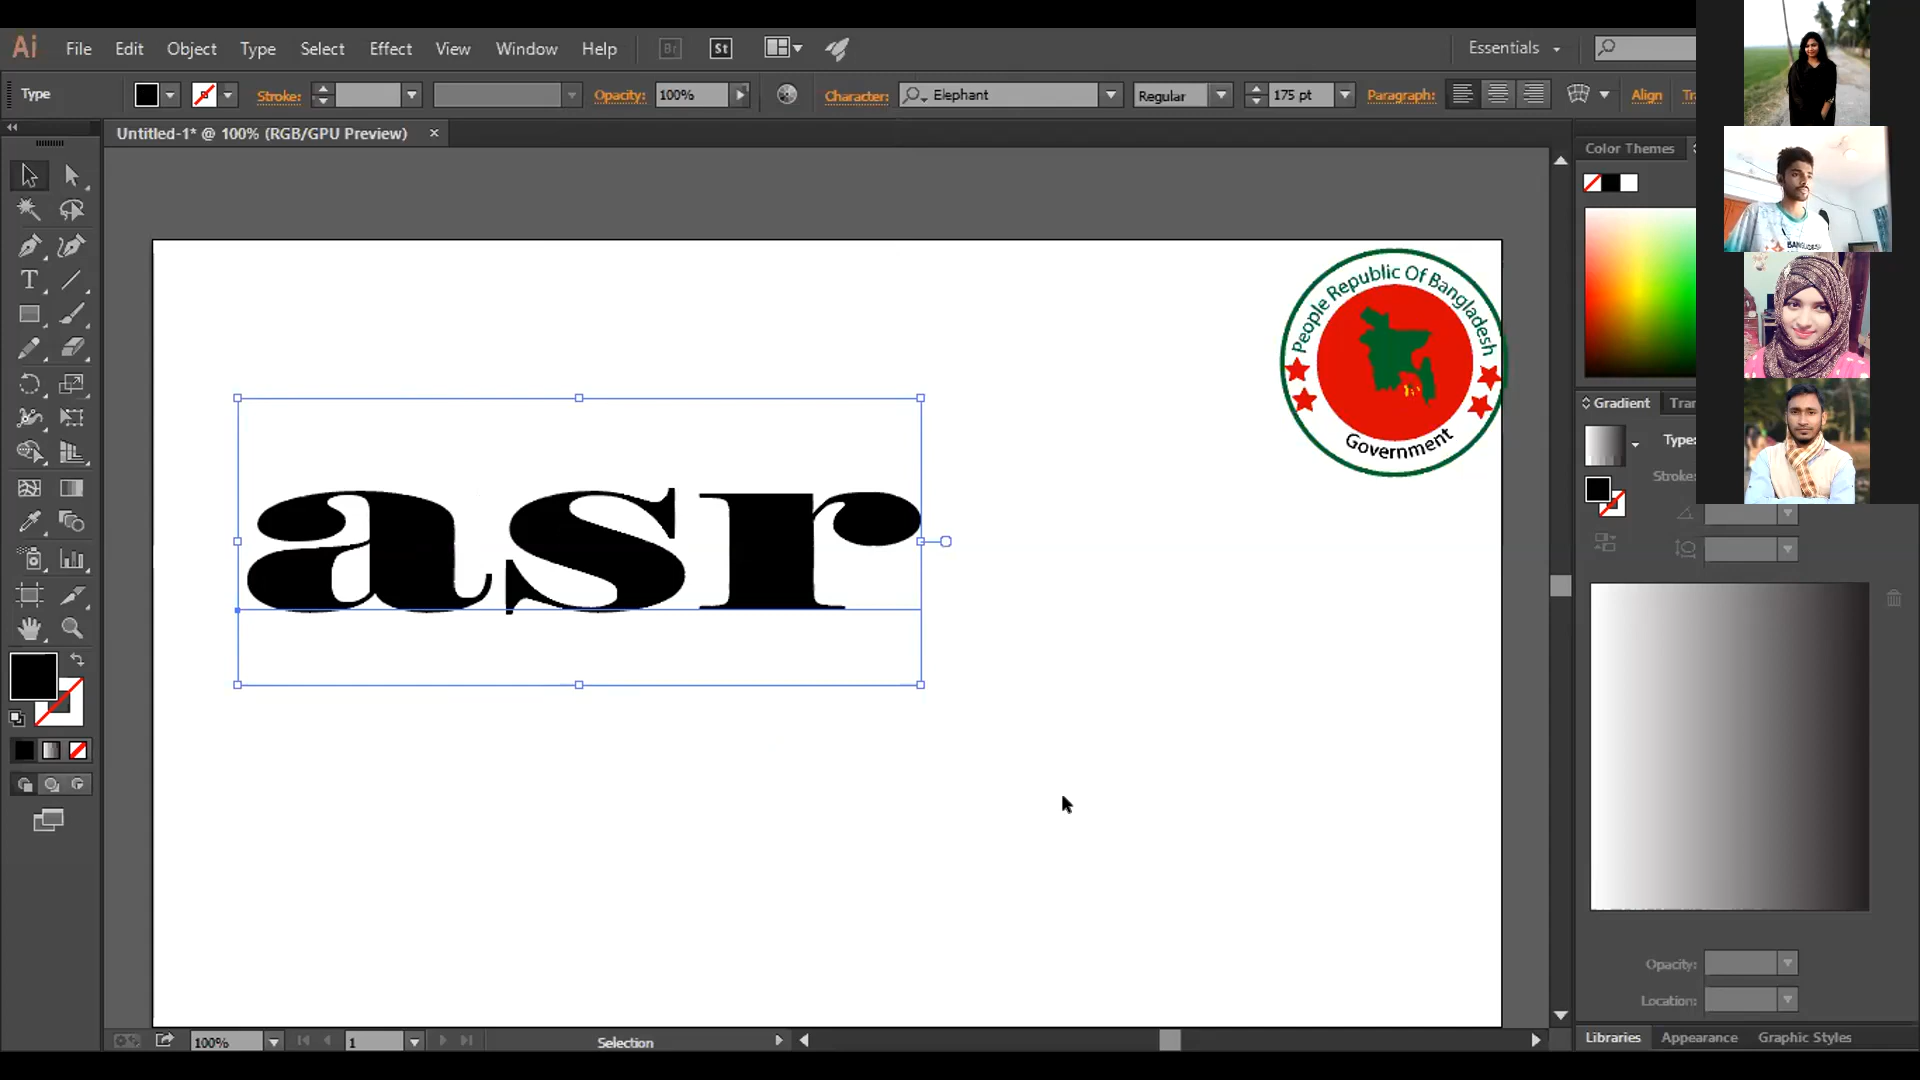 Ai File Edit Object Type Select Effect View Window Help Br St Essentials
Type Stroke: Opacity: 100% Character: Elephant Regular 175 pt Paragraph: Align
Untitled-1* @ 100% (RGB/GPU Preview) ×
Color Themes
People Republic Of Bangladesh
Government
asr
Gradient
Type:
Stroke:
Opacity:
Location:
100% 1 Selection
Libraries Appearance Graphic Styles